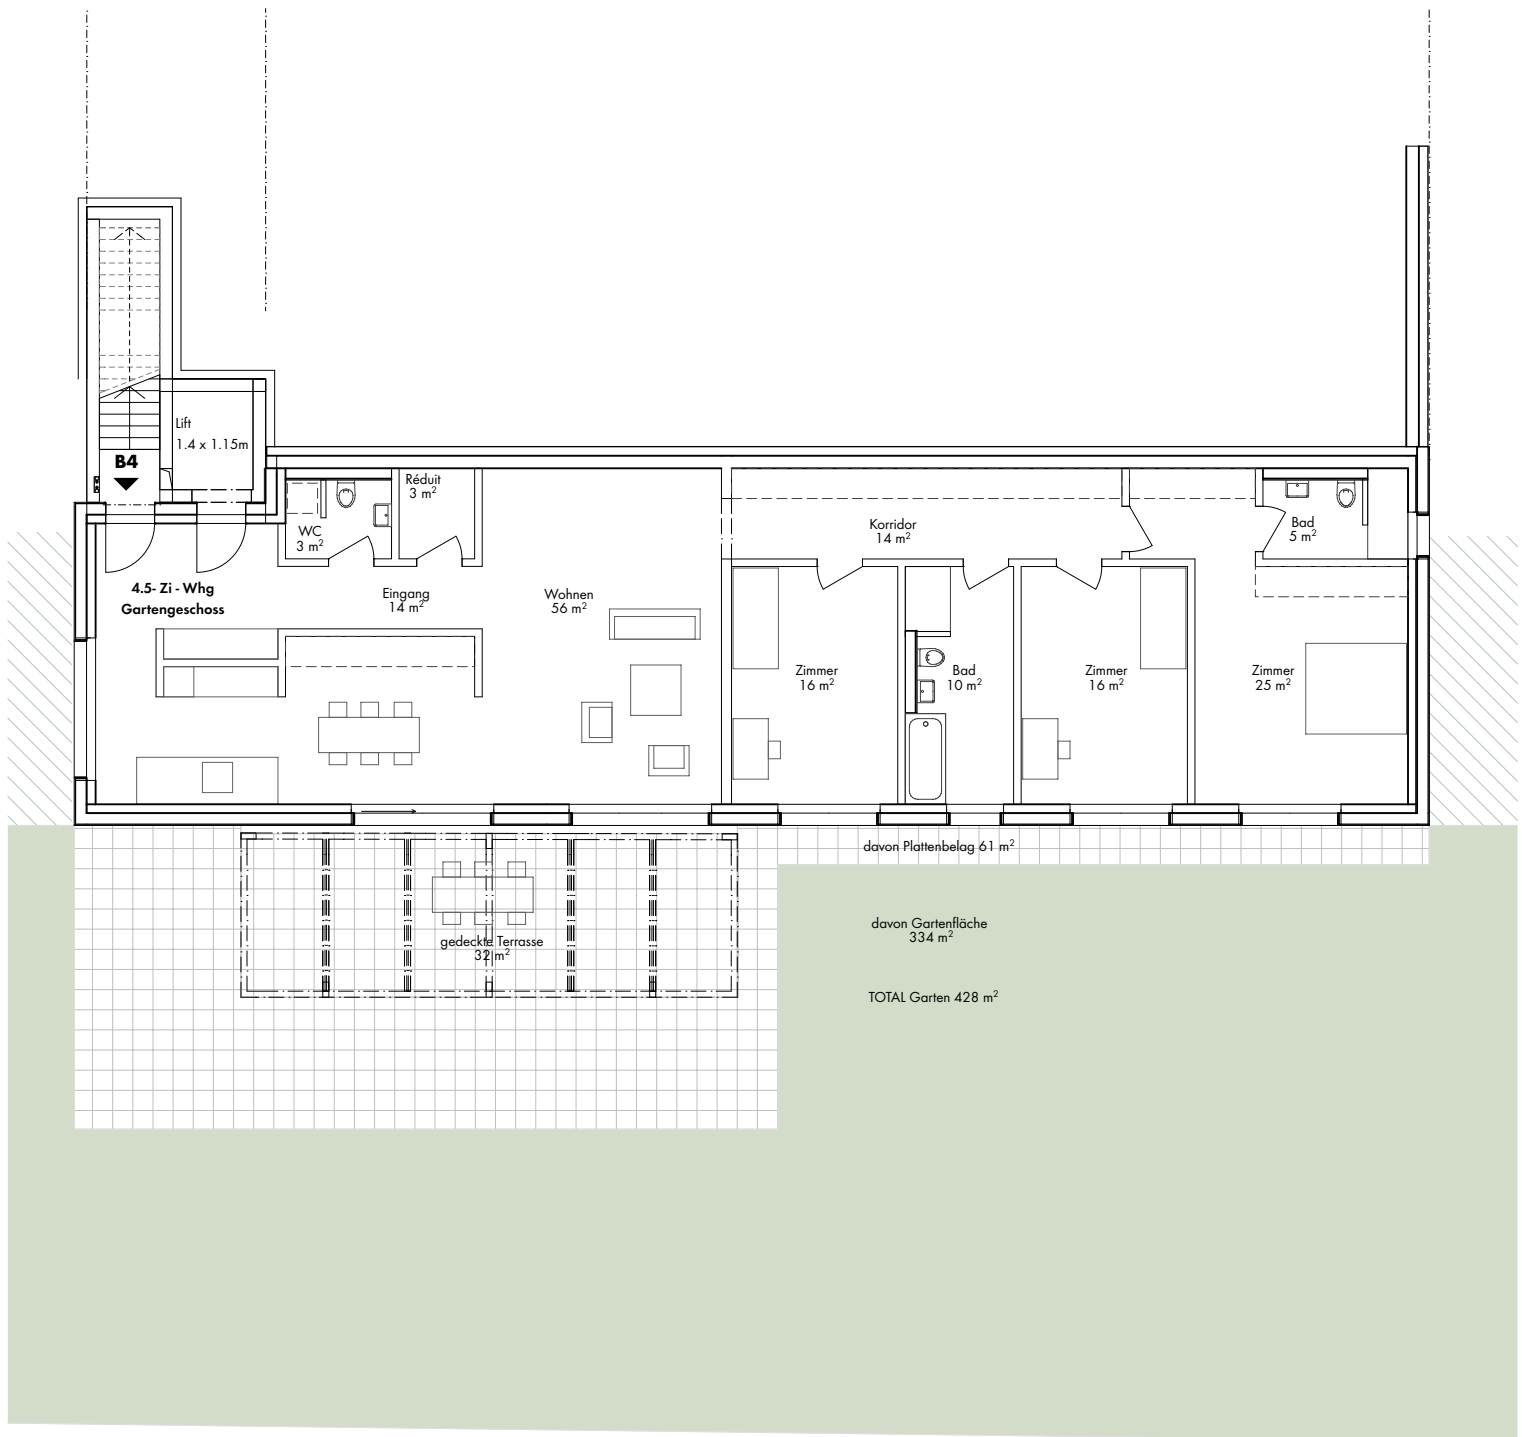 Lift
1.4 x 1.15m
B4
Réduit
3 m²
WC
3 m²
Korridor
14 m²
Bad
5 m²
4.5- Zi - Whg
Gartengeschoss
Eingang
14 m²
Wohnen
56 m²
Zimmer
16 m²
Bad
10 m²
Zimmer
16 m²
Zimmer
25 m²
davon Plattenbelag 61 m²
gedeckte Terrasse
32 m²
davon Gartenfläche
334 m²
TOTAL Garten 428 m²